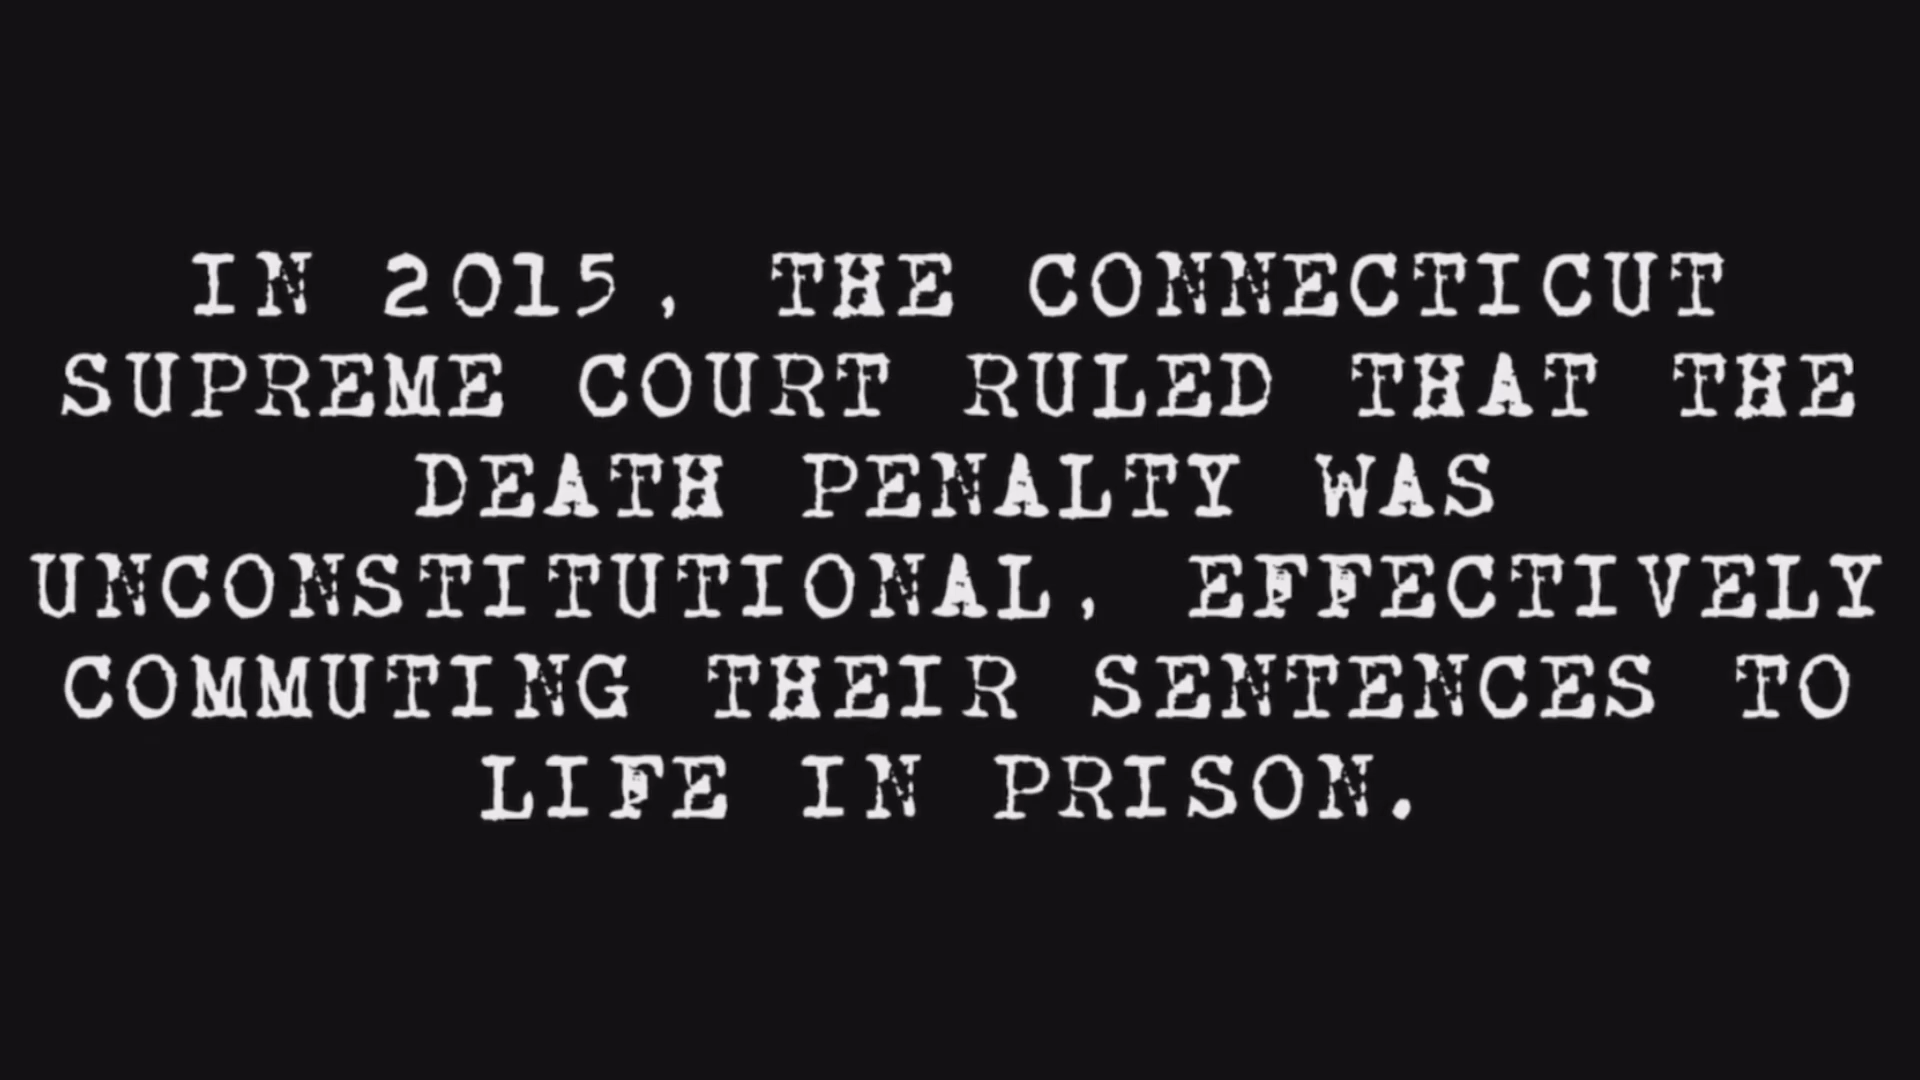 IN 2015, THE CONNECTICUT
SUPREME COURT RULED THAT THE
DEATH PENALTY WAS
UNCONSTITUTIONAL, EFFECTIVELY
COMMUTING THEIR SENTENCES TO
LIFE IN PRISON.